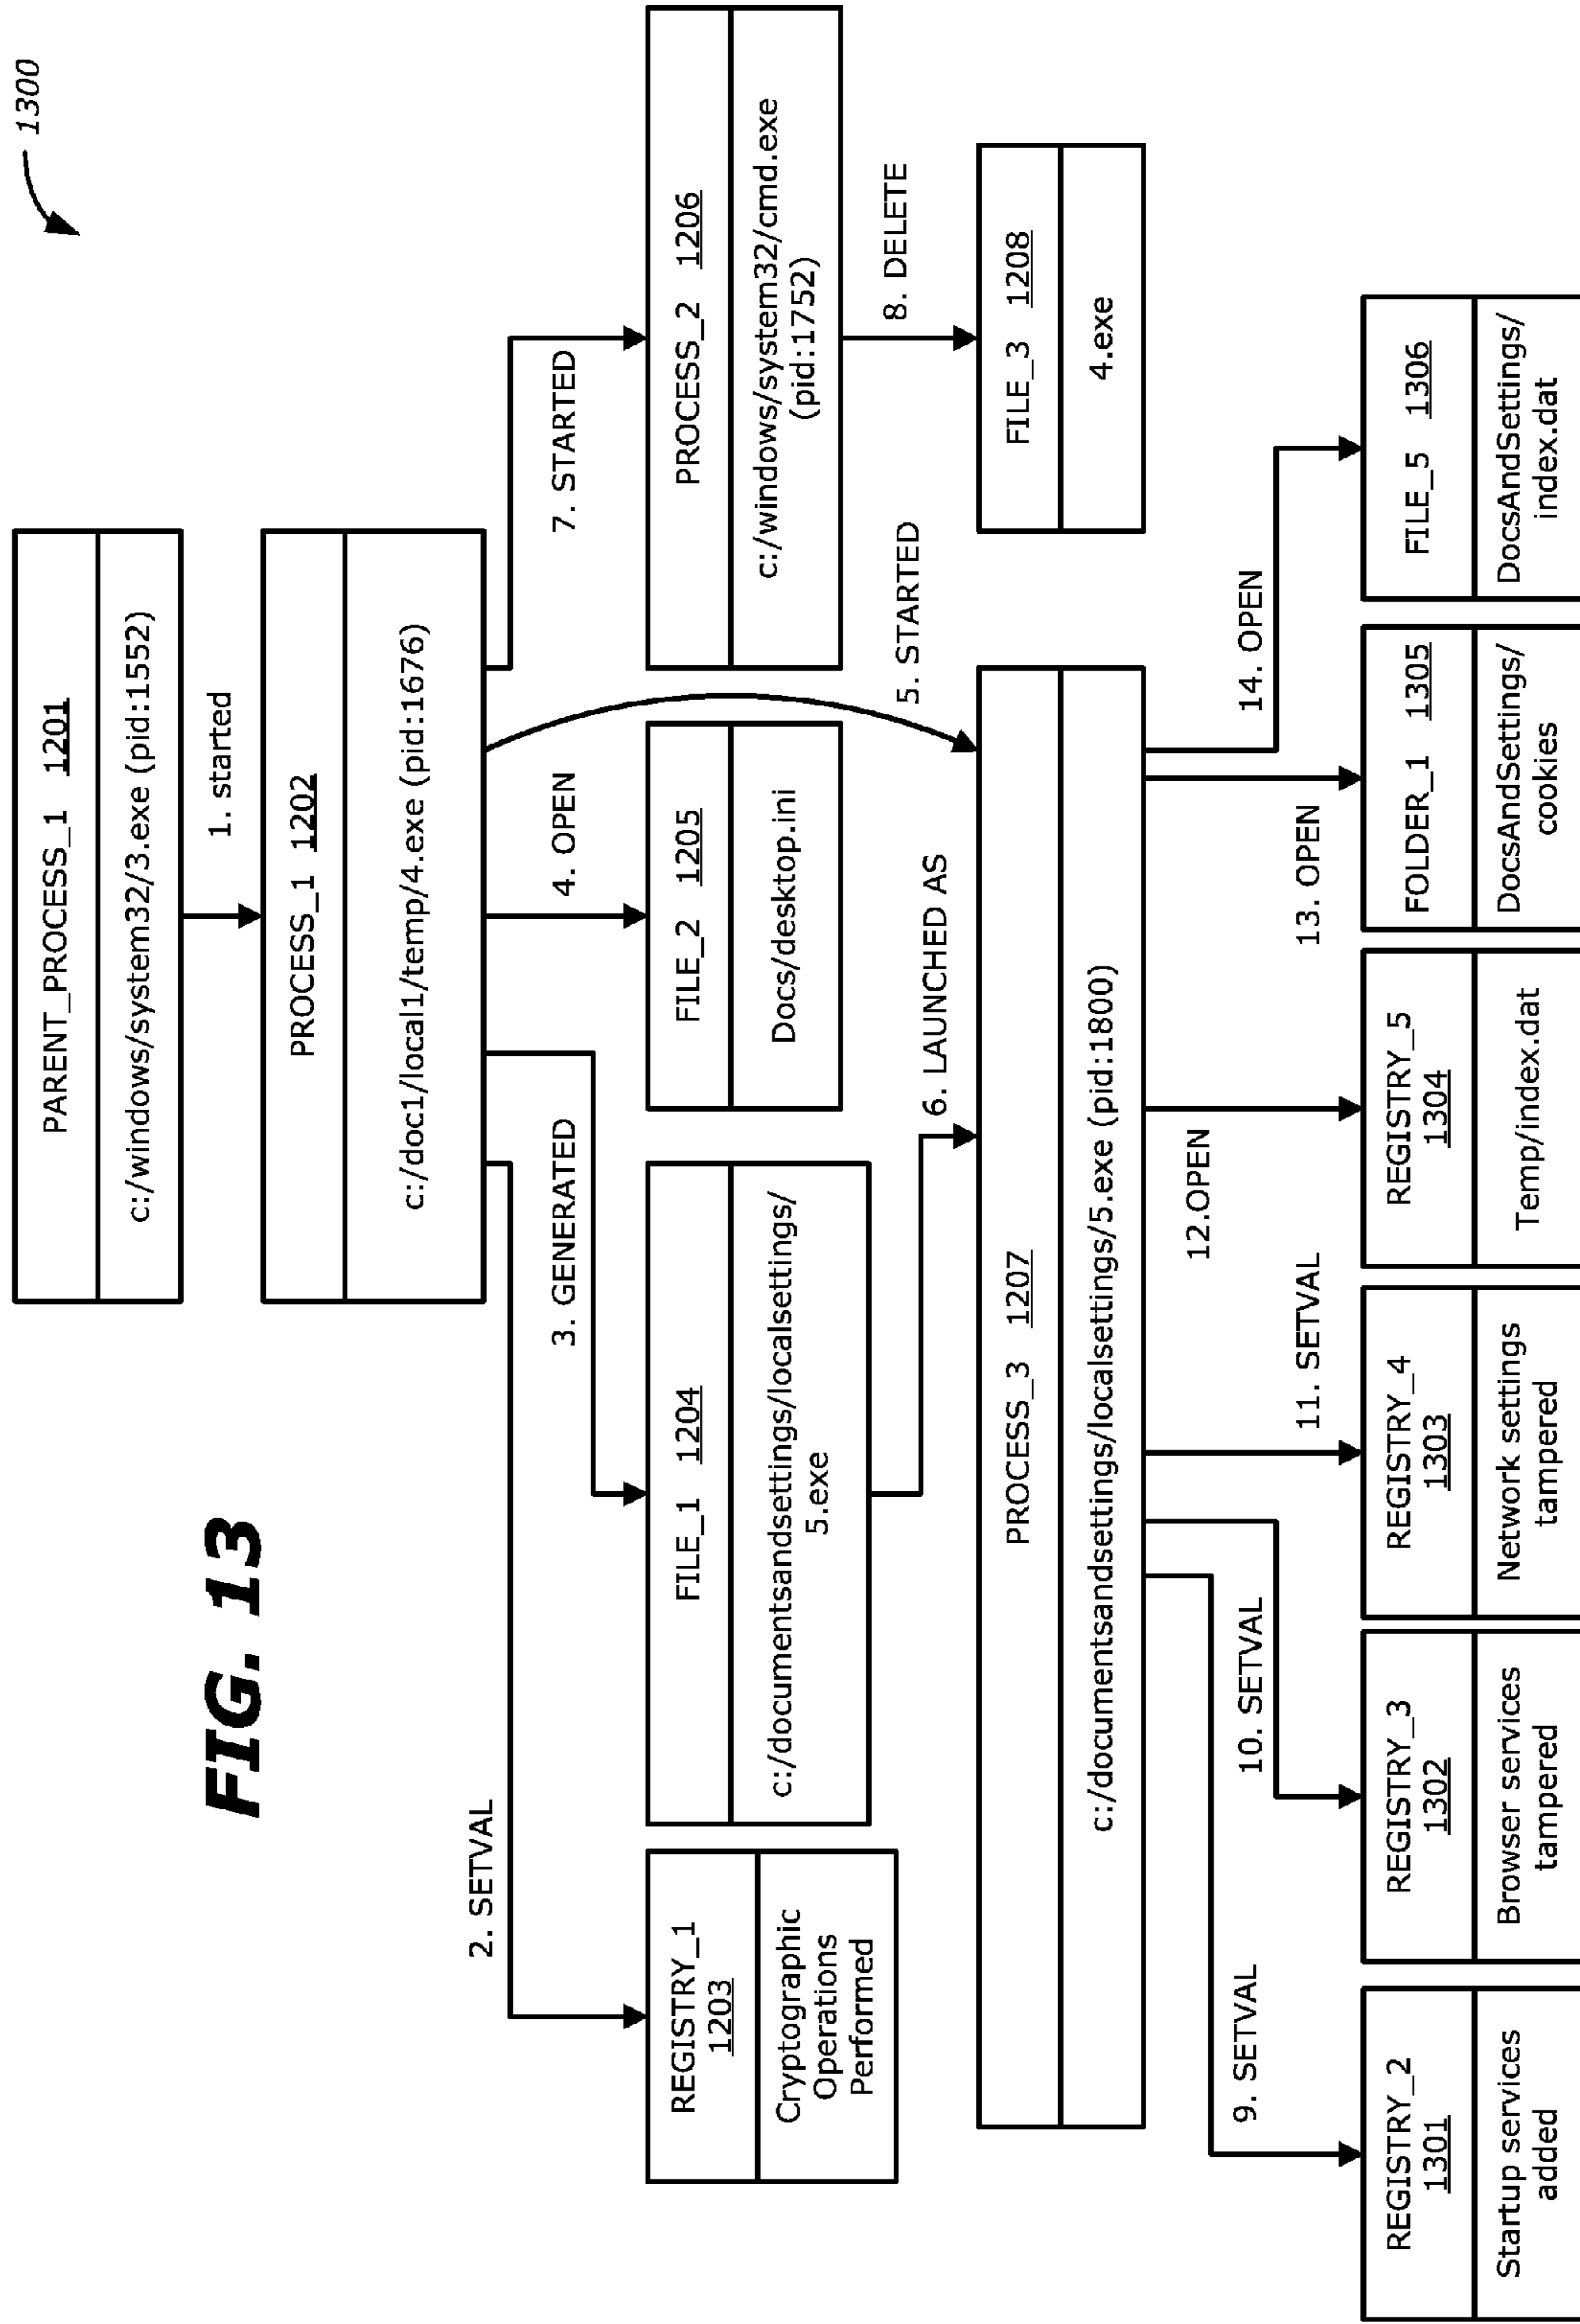 1300
FIG. 13
PARENT_PROCESS_1 1201
c:/windows/system32/3.exe (pid:1552)
1. started
PROCESS_1 1202
c:/doc1/local1/temp/4.exe (pid:1676)
2. SETVAL
3. GENERATED
4. OPEN
7. STARTED
REGISTRY_1
1203
Cryptographic
Operations
Performed
FILE_1 1204
c:/documentsandsettings/localsettings/
5.exe
FILE_2 1205
Docs/desktop.ini
PROCESS_2 1206
c:/windows/system32/cmd.exe
(pid:1752)
6. LAUNCHED AS
5. STARTED
8. DELETE
PROCESS_3 1207
c:/documentsandsettings/localsettings/5.exe (pid:1800)
FILE_3 1208
4.exe
9. SETVAL
10. SETVAL
11. SETVAL
12.OPEN
13. OPEN
14. OPEN
REGISTRY_2
1301
Startup services
added
REGISTRY_3
1302
Browser services
tampered
REGISTRY_4
1303
Network settings
tampered
REGISTRY_5
1304
Temp/index.dat
FOLDER_1 1305
DocsAndSettings/
cookies
FILE_5 1306
DocsAndSettings/
index.dat